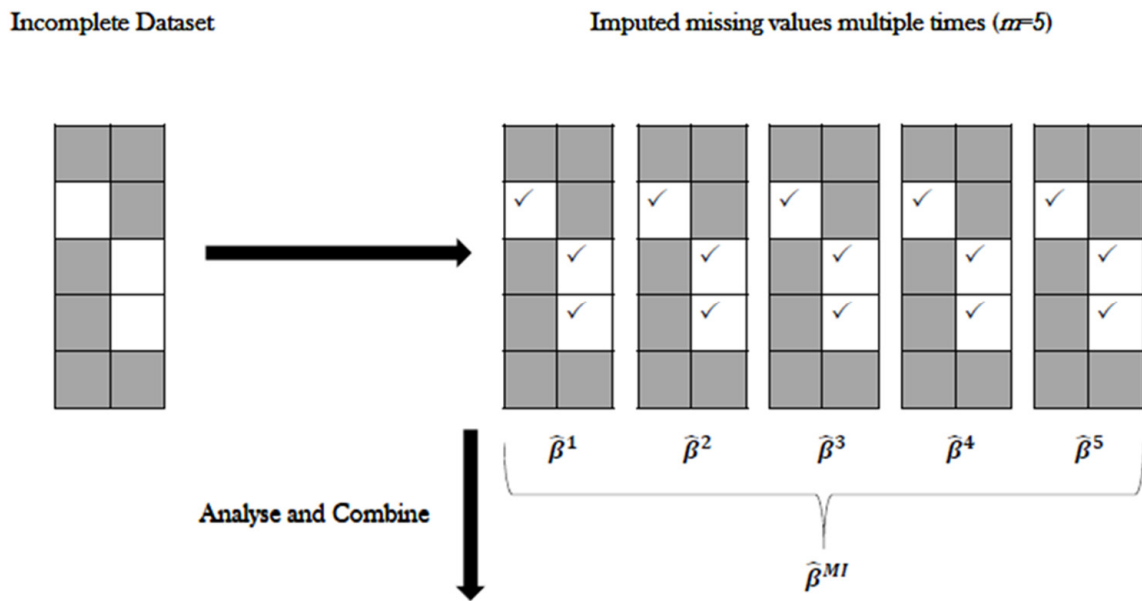 Incomplete Dataset
Imputed missing values multiple times (m=5)
✓ ✓ ✓ ✓ ✓
✓ ✓ ✓ ✓ ✓
✓ ✓ ✓ ✓ ✓
β̂¹ β̂² β̂³ β̂⁴ β̂⁵
Analyse and Combine
β̂ᴹᴵ